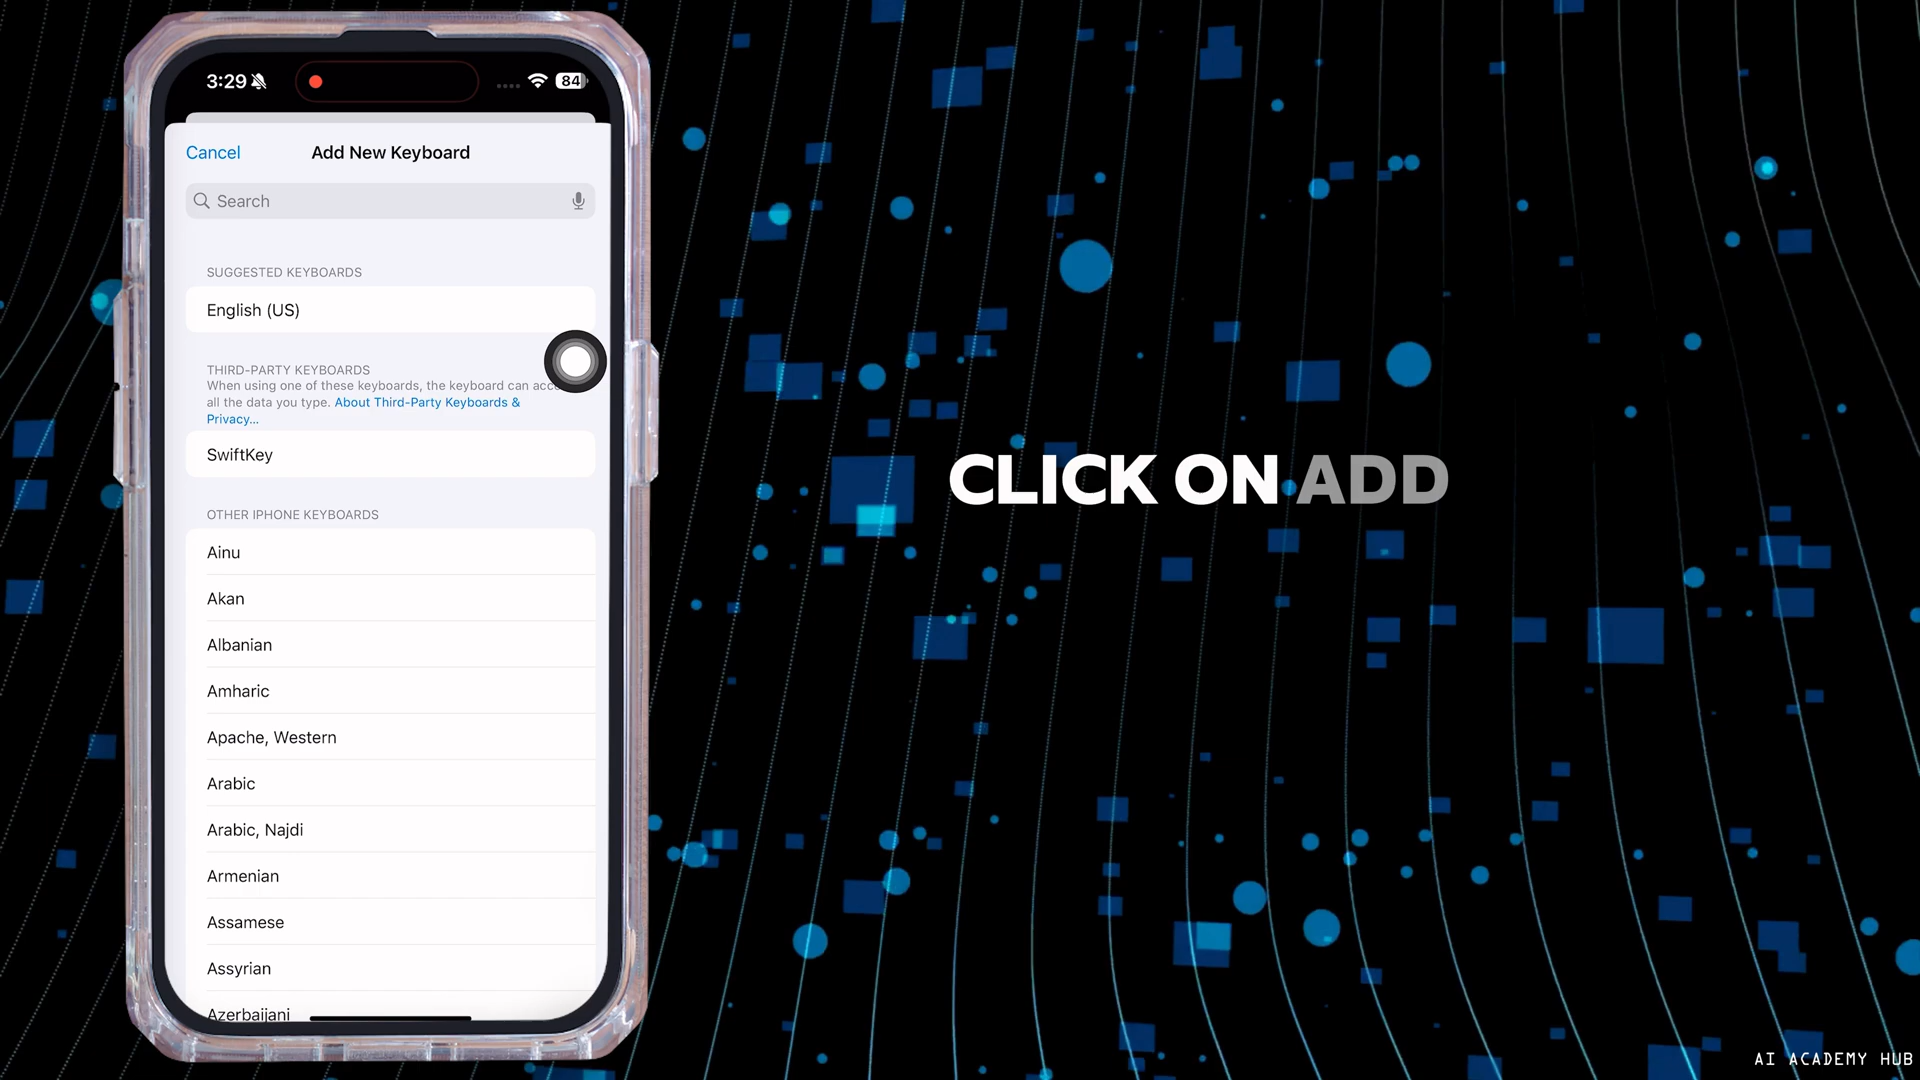 3:29
84
Cancel
Add New Keyboard
Search
SUGGESTED KEYBOARDS
English (US)
THIRD-PARTY KEYBOARDS
When using one of these keyboards, the keyboard can acc
all the data you type. About Third-Party Keyboards &
Privacy...
SwiftKey
OTHER IPHONE KEYBOARDS
Ainu
Akan
Albanian
Amharic
Apache, Western
Arabic
Arabic, Najdi
Armenian
Assamese
Assyrian
Azerbaijani
CLICK ON ADD
AI ACADEMY HUB